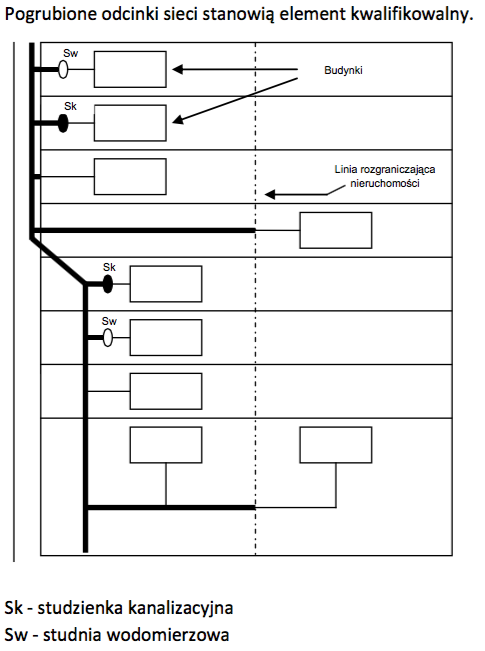 Pogrubione odcinki sieci stanowią element kwalifikowalny.
Sw
Budynki
Sk
Linia rozgraniczająca
nieruchomości
Sk
Sw
Sk - studzienka kanalizacyjna
Sw - studnia wodomierzowa